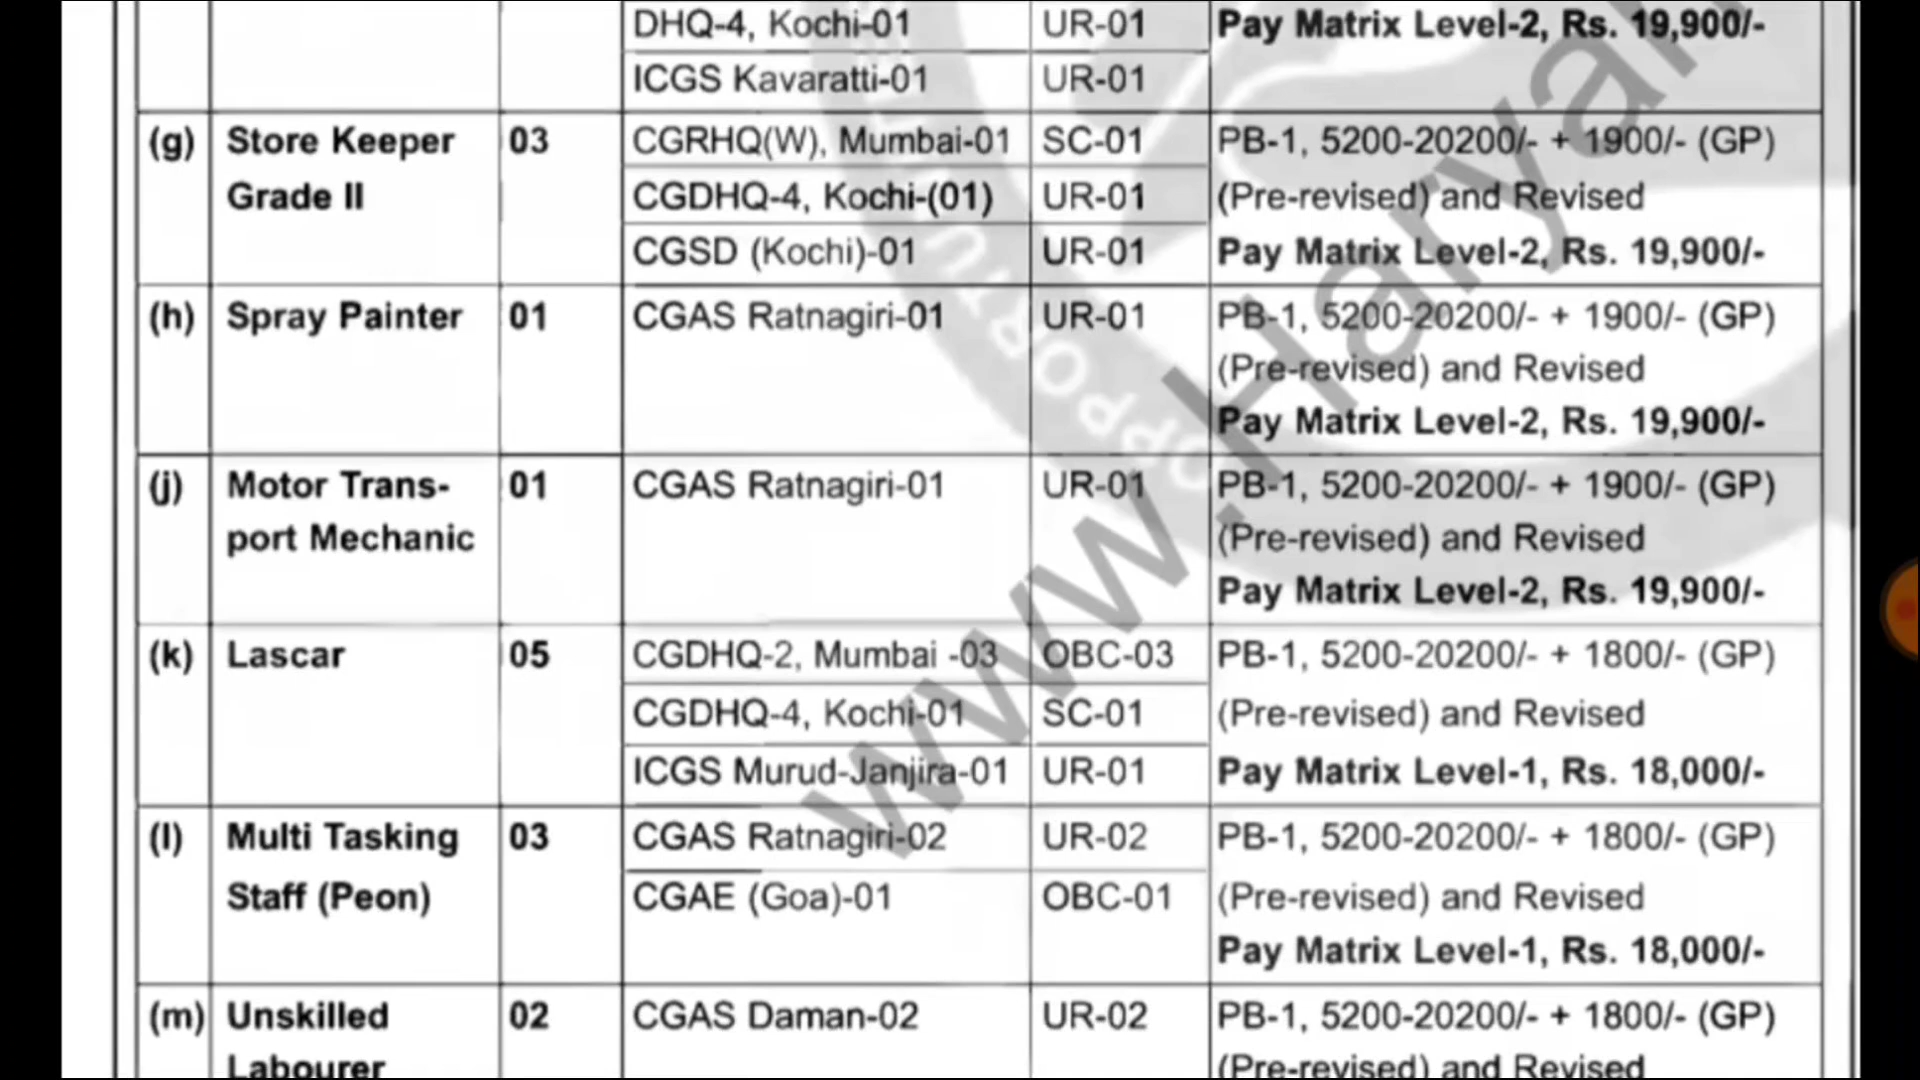 DHQ-4, Kochi-01 UR-01 Pay Matrix Level-2, Rs. 19,900/-
ICGS Kavaratti-01 UR-01
(g) Store Keeper 03 CGRHQ(W), Mumbai-01 SC-01 PB-1, 5200-20200/- + 1900/- (GP)
Grade II CGDHQ-4, Kochi-(01) UR-01 (Pre-revised) and Revised
CGSD (Kochi)-01 UR-01 Pay Matrix Level-2, Rs. 19,900/-
(h) Spray Painter 01 CGAS Ratnagiri-01 UR-01 PB-1, 5200-20200/- + 1900/- (GP)
(Pre-revised) and Revised
Pay Matrix Level-2, Rs. 19,900/-
(j) Motor Trans- 01 CGAS Ratnagiri-01 UR-01 PB-1, 5200-20200/- + 1900/- (GP)
port Mechanic (Pre-revised) and Revised
Pay Matrix Level-2, Rs. 19,900/-
(k) Lascar 05 CGDHQ-2, Mumbai -03 OBC-03 PB-1, 5200-20200/- + 1800/- (GP)
CGDHQ-4, Kochi-01 SC-01 (Pre-revised) and Revised
ICGS Murud-Janjira-01 UR-01 Pay Matrix Level-1, Rs. 18,000/-
(l) Multi Tasking 03 CGAS Ratnagiri-02 UR-02 PB-1, 5200-20200/- + 1800/- (GP)
Staff (Peon) CGAE (Goa)-01 OBC-01 (Pre-revised) and Revised
Pay Matrix Level-1, Rs. 18,000/-
(m) Unskilled 02 CGAS Daman-02 UR-02 PB-1, 5200-20200/- + 1800/- (GP)
Labourer (Pre-revised) and Revised
www.Haryan